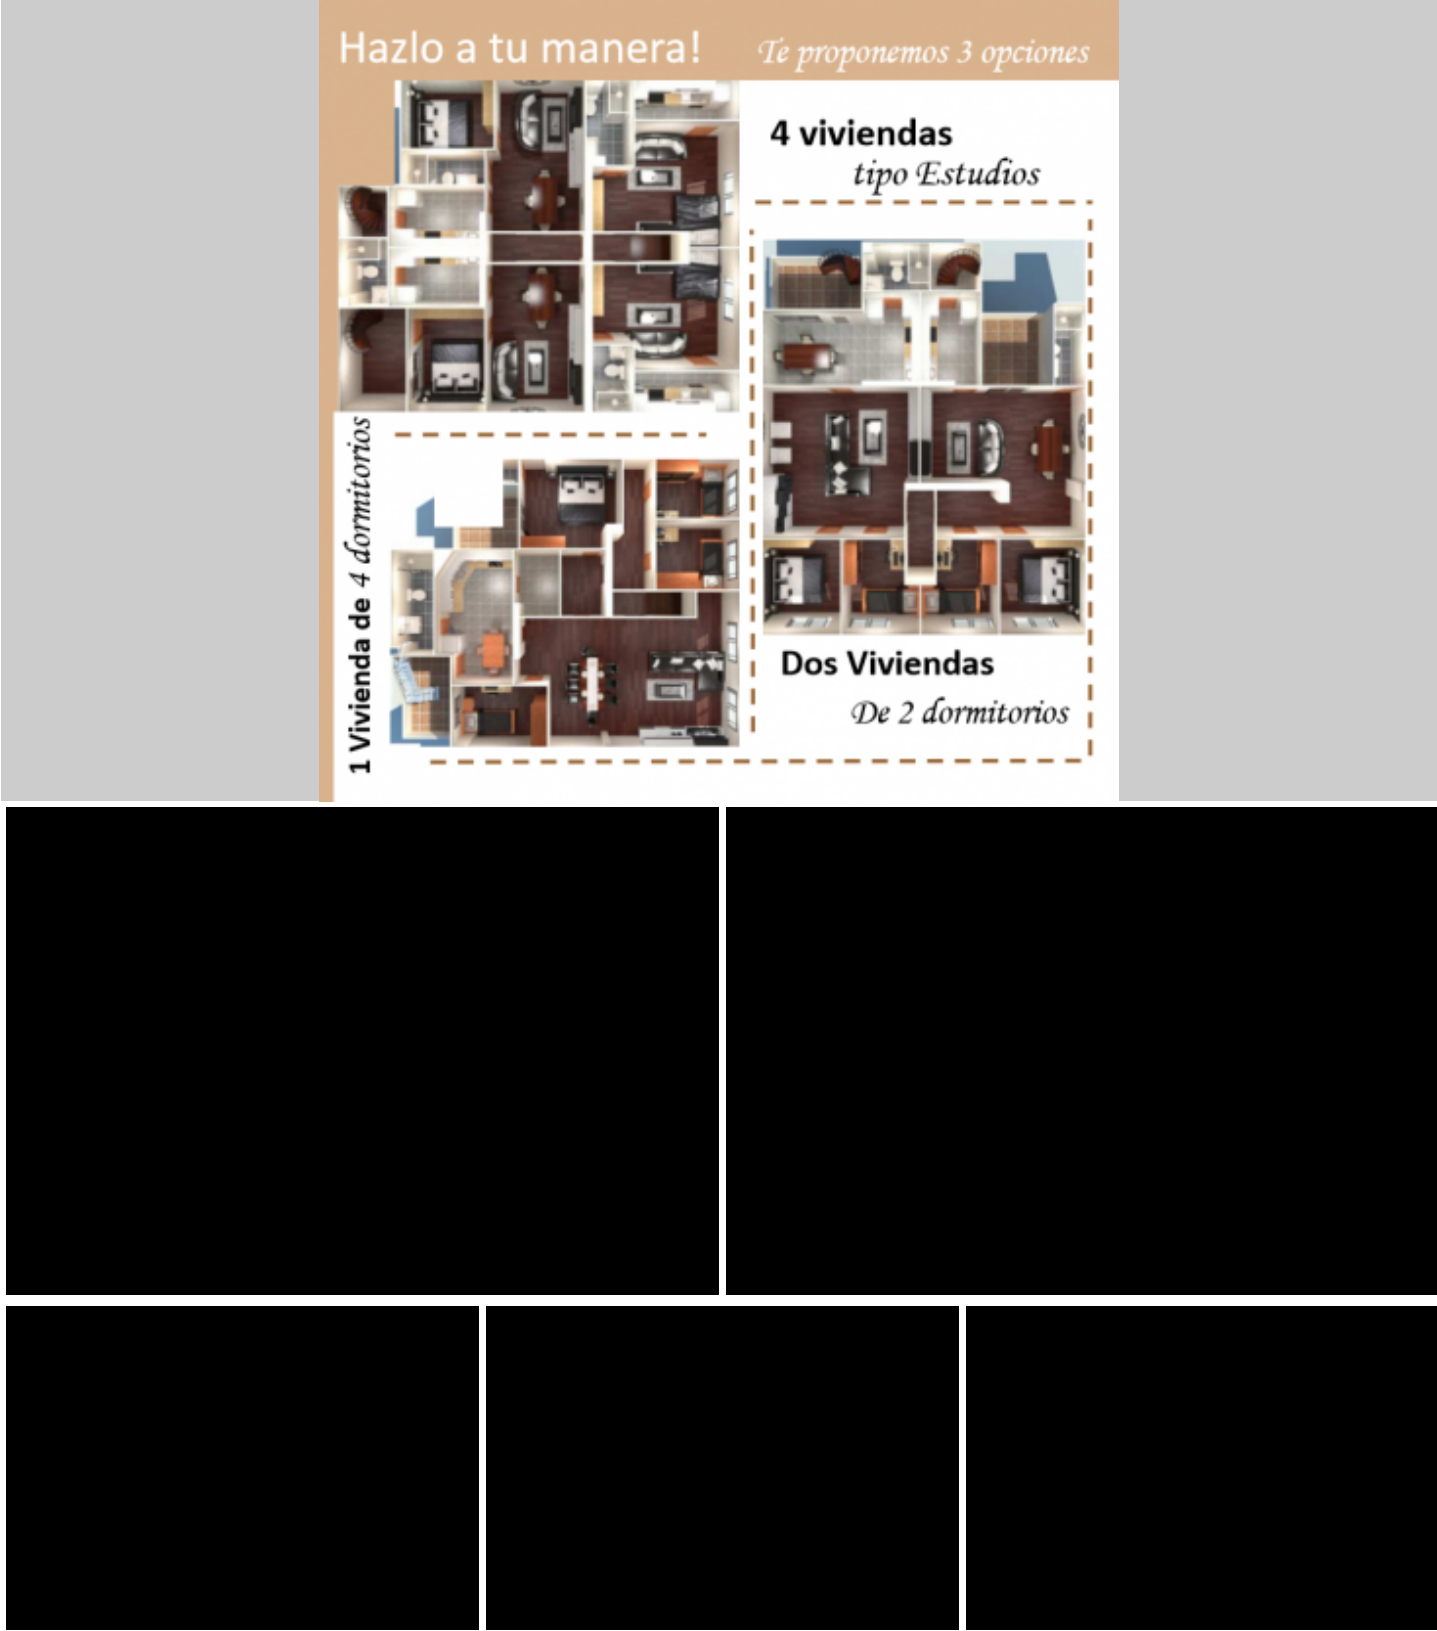 Hazlo a tu manera!
Te proponemos 3 opciones
4 viviendas
tipo Estudios
1 Vivienda de 4 dormitorios
Dos Viviendas
De 2 dormitorios